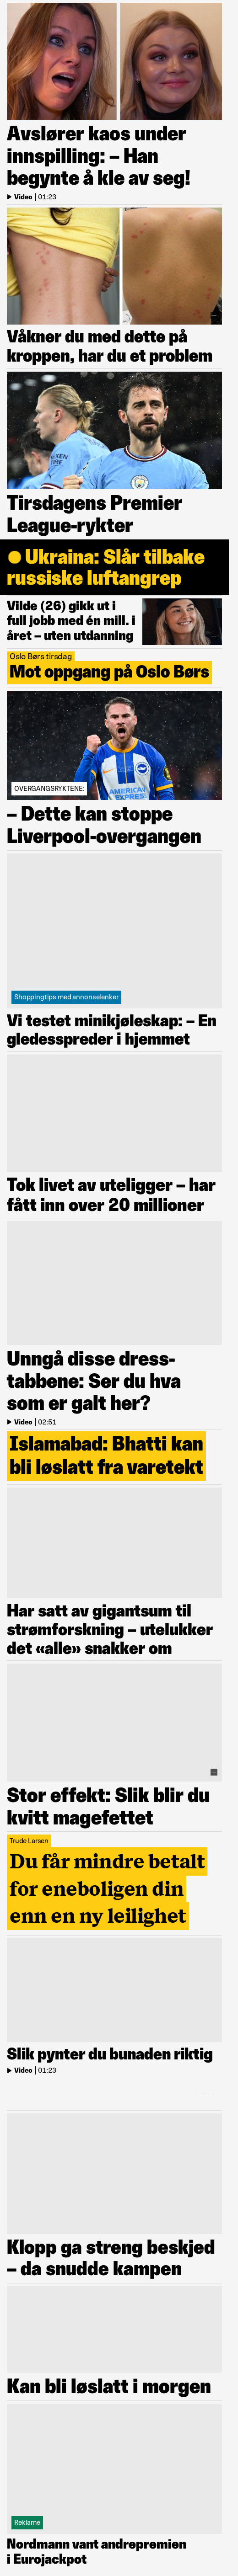 Avslører kaos under
innspilling: – Han
begynte å kle av seg!
Video | 01:23
Våkner du med dette på
kroppen, har du et problem
Tirsdagens Premier
League-rykter
Ukraina: Slår tilbake
russiske luftangrep
Vilde (26) gikk ut i
full jobb med én mill. i
året – uten utdanning
Oslo Børs tirsdag
Mot oppgang på Oslo Børs
AMERICAN
EXPRESS
OVERGANGSRYKTENE:
– Dette kan stoppe
Liverpool-overgangen
Shoppingtips med annonselenker
Vi testet minikjøleskap: – En
gledesspreder i hjemmet
Tok livet av uteligger – har
fått inn over 20 millioner
Unngå disse dress-
tabbene: Ser du hva
som er galt her?
Video | 02:51
Islamabad: Bhatti kan
bli løslatt fra varetekt
Har satt av gigantsum til
strømforskning – utelukker
det «alle» snakker om
Stor effekt: Slik blir du
kvitt magefettet
Trude Larsen
Du får mindre betalt
for eneboligen din
enn en ny leilighet
Slik pynter du bunaden riktig
Video | 01:23
Klopp ga streng beskjed
– da snudde kampen
Kan bli løslatt i morgen
Reklame
Nordmann vant andrepremien
i Eurojackpot